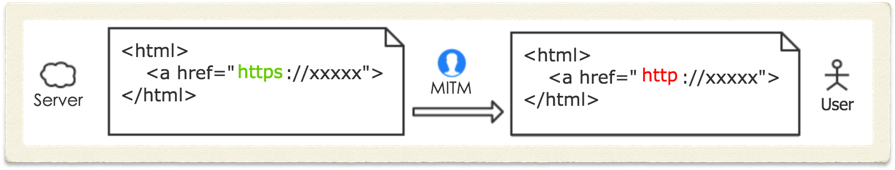 Server
<html>
<a href="https://xxxxx">
</html>
MITM
<html>
<a href="http://xxxxx">
</html>
User